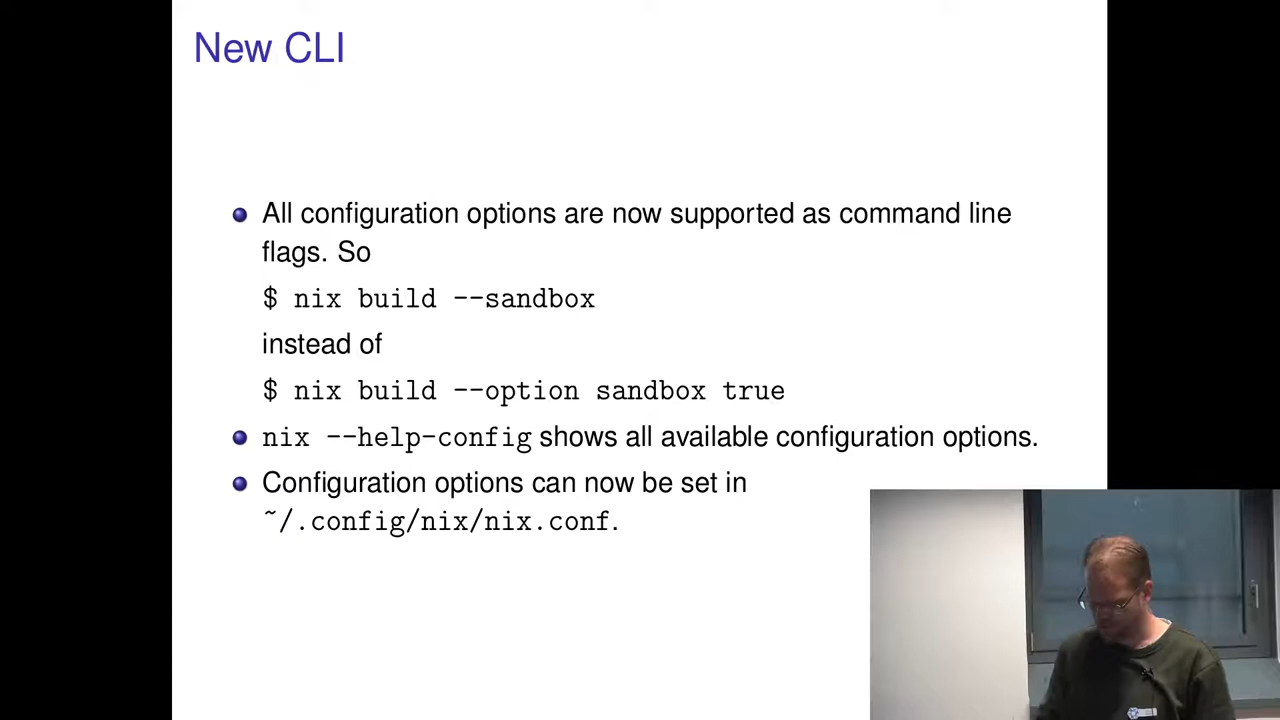 New CLI
All configuration options are now supported as command line
flags. So
$ nix build --sandbox
instead of
$ nix build --option sandbox true
nix --help-config shows all available configuration options.
Configuration options can now be set in
~/.config/nix/nix.conf.